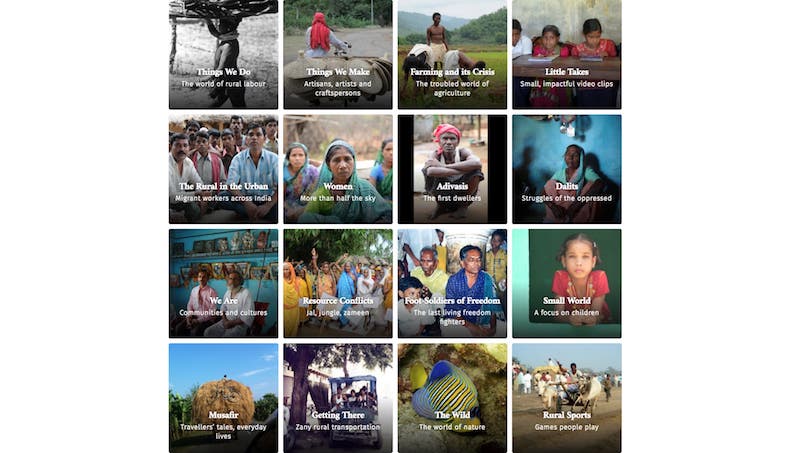 Things We Do
The world of rural labour
Things We Make
Artisans, artists and
craftspersons
Farming and its Crisis
The troubled world of
agriculture
Little Takes
Small, impactful video clips
The Rural in the Urban
Migrant workers across India
Women
More than half the sky
Adivasis
The first dwellers
Dalits
Struggles of the oppressed
We Are
Communities and cultures
Resource Conflicts
Jal, jungle, zameen
Foot-Soldiers of Freedom
The last living freedom
fighters
Small World
A focus on children
Musafir
Travellers' tales, everyday
lives
Getting There
Zany rural transportation
The Wild
The world of nature
Rural Sports
Games people play